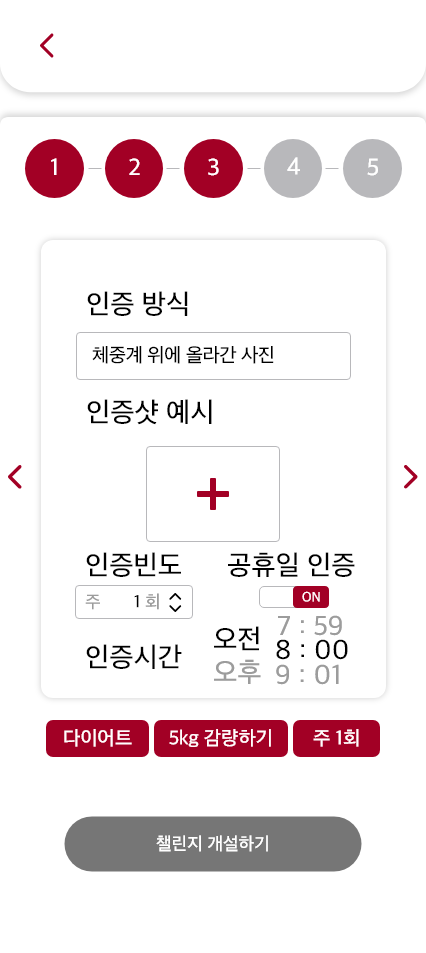 1 2 3 4 5
인증 방식
체중계 위에 올라간 사진
인증샷 예시
인증빈도 공휴일 인증
주 1 회 ON
인증시간
오전
오후
7 : 59
8 : 00
9 : 01
다이어트 5kg 감량하기 주 1회
챌린지 개설하기